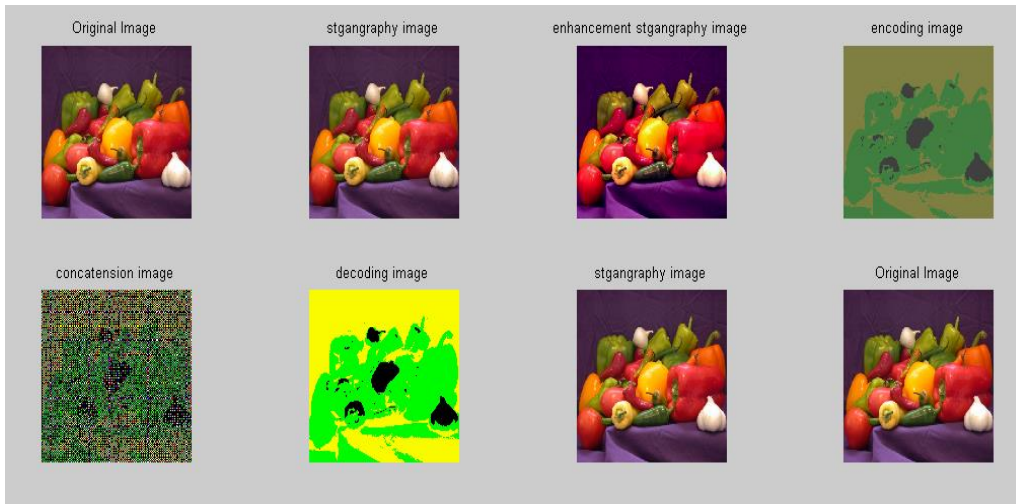 Original Image
stgangraphy image
enhancement stgangraphy image
encoding image
concatension image
decoding image
stgangraphy image
Original Image